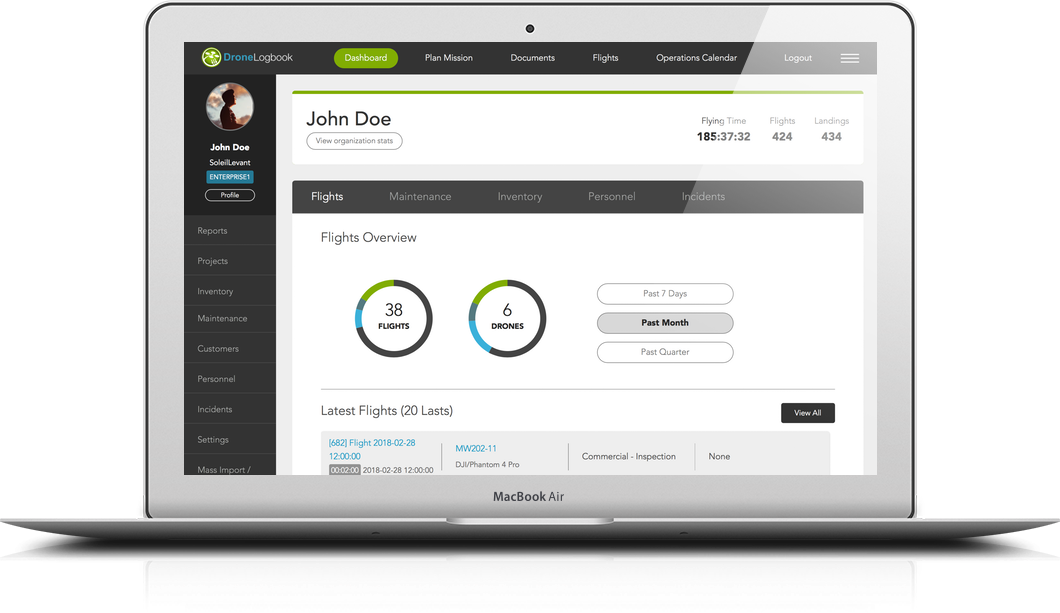 DroneLogbook
Dashboard
Plan Mission
Documents
Flights
Operations Calendar
Logout
John Doe
SoleilLevant
ENTERPRISE1
Profile
Reports
Projects
Inventory
Maintenance
Customers
Personnel
Incidents
Settings
Mass Import /
John Doe
View organization stats
Flying Time
185:37:32
Flights
424
Landings
434
Flights
Maintenance
Inventory
Personnel
Incidents
Flights Overview
38
FLIGHTS
6
DRONES
Past 7 Days
Past Month
Past Quarter
Latest Flights (20 Lasts)
View All
[682] Flight 2018-02-28
12:00:00
00:02:00 2018-02-28 12:00:00
MW202-11
DJI/Phantom 4 Pro
Commercial - Inspection
None
MacBook Air